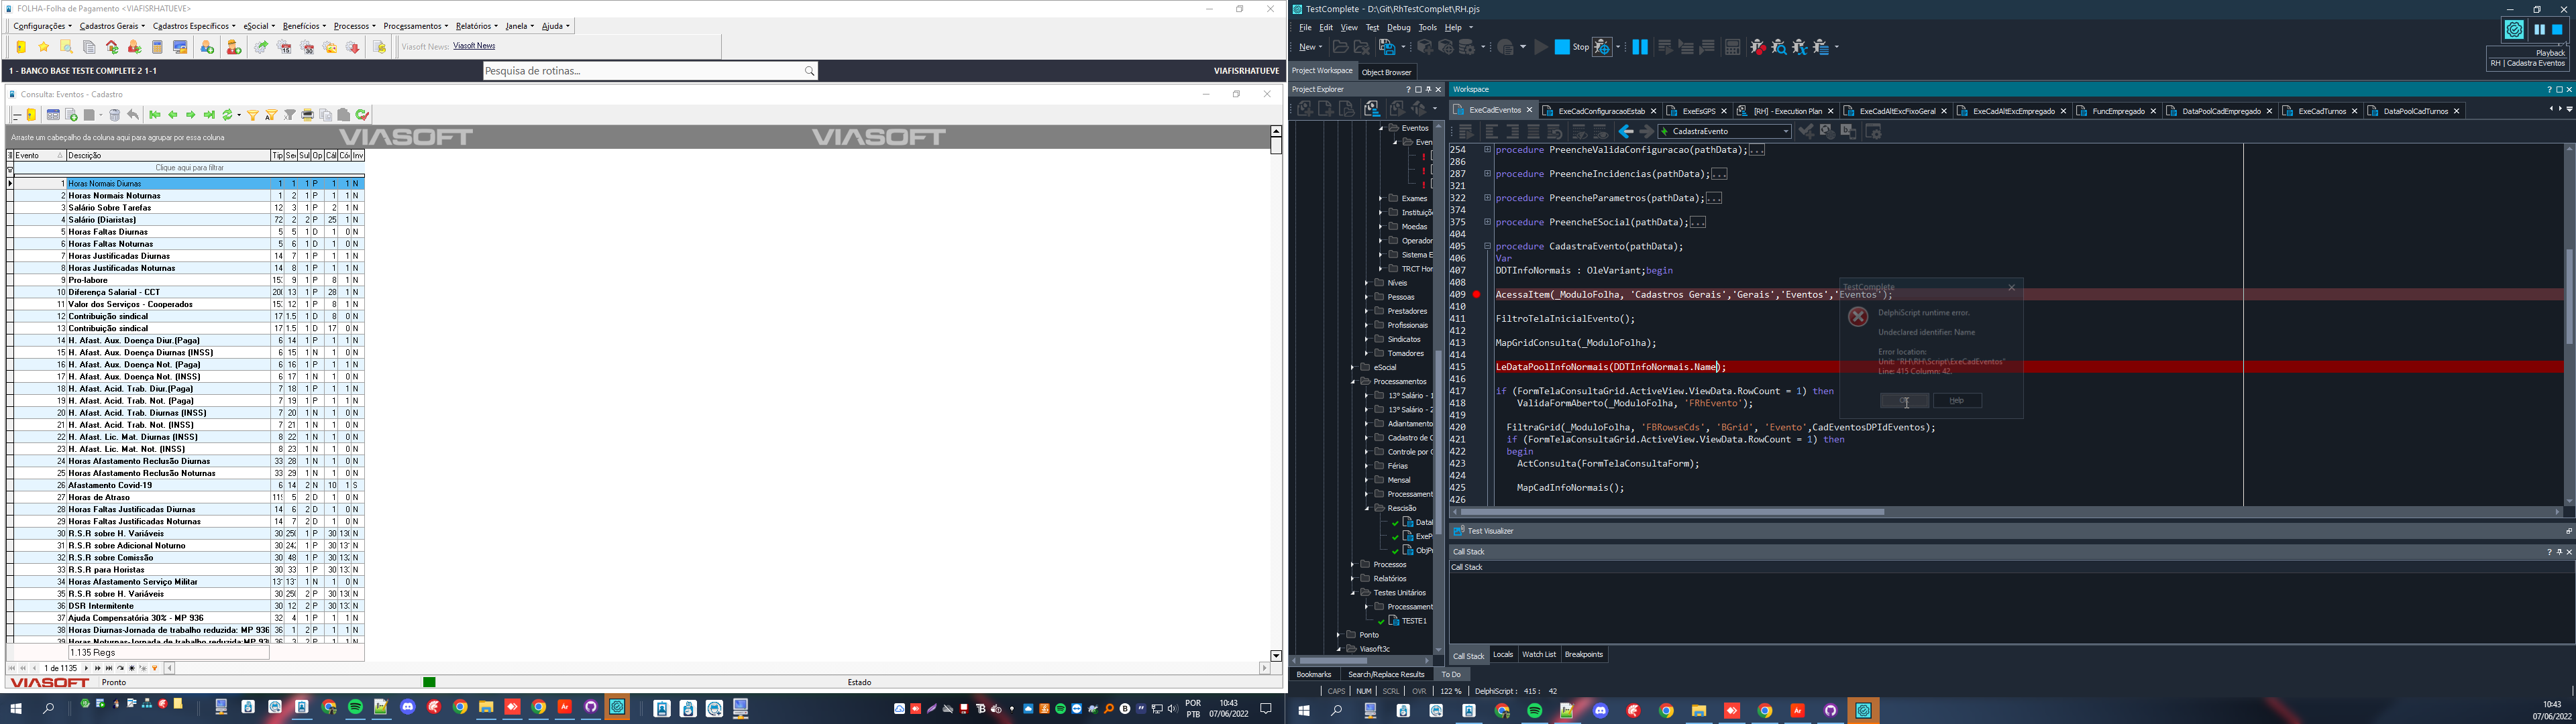 FOLHA-Folha de Pagamento <VIAFISRHATUEVE>
Configurações Cadastros Gerais Cadastros Específicos eSocial Benefícios Processos Processamentos Relatórios Janela Ajuda
Viasoft News: Viasoft News
1 - BANCO BASE TESTE COMPLETE 2 1-1
Pesquisa de rotinas...
VIAFISRHATUEVE
Consulta: Eventos - Cadastro
Arraste um cabeçalho da coluna aqui para agrupar por essa coluna
VIASOFT VIASOFT
Evento Descrição Tip Se Sul Op Cál Có Inv
Clique aqui para filtrar
1 Horas Normais Diurnas 1 1 1 P 1 1 N
2 Horas Normais Noturnas 1 2 1 P 1 1 N
3 Salário Sobre Tarefas 12 3 1 P 2 1 N
4 Salário (Diaristas) 72 2 2 P 25 1 N
5 Horas Faltas Diurnas 5 5 1 D 1 0 N
6 Horas Faltas Noturnas 5 6 1 D 1 0 N
7 Horas Justificadas Diurnas 14 7 1 P 1 1 N
8 Horas Justificadas Noturnas 14 8 1 P 1 1 N
9 Pro-labore 9 1 P 8 1 N
10 Diferença Salarial - CCT 13 1 P 28 1 N
11 Valor dos Serviços - Cooperados 12 1 P 8 1 N
12 Contribuição sindical 17 1.5 1 D 8 0 N
13 Contribuição sindical 17 1.5 1 D 17 0 N
14 H. Afast. Aux. Doença Diur.(Paga) 6 14 1 P 1 1 N
15 H. Afast. Aux. Doença Diurnas (INSS) 6 15 1 N 1 0 N
16 H. Afast. Aux. Doença Not. (Paga) 6 16 1 P 1 1 N
17 H. Afast. Aux. Doença Not. (INSS) 6 17 1 N 1 0 N
18 H. Afast. Acid. Trab. Diur.(Paga) 7 18 1 P 1 1 N
19 H. Afast. Acid. Trab. Not. (Paga) 7 19 1 P 1 1 N
20 H. Afast. Acid. Trab. Diurnas (INSS) 7 20 1 N 1 0 N
21 H. Afast. Acid. Trab. Not. (INSS) 7 21 1 N 1 0 N
22 H. Afast. Lic. Mat. Diurnas (INSS) 8 22 1 N 1 0 N
23 H. Afast. Lic. Mat. Not. (INSS) 8 23 1 N 1 0 N
24 Horas Afastamento Reclusão Diurnas 33 28 1 N 1 0 N
25 Horas Afastamento Reclusão Noturnas 33 29 1 N 1 0 N
26 Afastamento Covid-19 6 14 2 N 10 1 S
27 Horas de Atraso 5 2 D 1 0 N
28 Horas Faltas Justificadas Diurnas 14 6 2 D 1 0 N
29 Horas Faltas Justificadas Noturnas 14 7 2 D 1 0 N
30 R.S.R sobre H. Variáveis 30 1 P 30 N
31 R.S.R sobre Adicional Noturno 30 1 P 30 N
32 R.S.R sobre Comissão 30 48 1 P 30 N
33 R.S.R para Horistas 30 33 1 P 30 N
34 Horas Afastamento Serviço Militar 1 N 1 0 N
35 R.S.R sobre H. Variáveis 30 2 P 30 N
36 DSR Intermitente 30 12 2 P 30 N
37 Ajuda Compensatória 30% - MP 936 32 4 1 P 1 1 N
38 Horas Diurnas-Jornada de trabalho reduzida: MP 936 36 1 2 P 1 1 N
39 Horas Noturnas-Jornada de trabalho reduzida:MP 93 36 3 2 P 1 1 N
1.135 Regs
1 de 1135
VIASOFT Pronto Estado
POR
PTB
10:43
07/06/2022
TestComplete - D:\Git\RhTestComplet\RH.pjs
File Edit View Test Debug Tools Help
New Stop
Playback
RH | Cadastra Eventos
Project Workspace Object Browser
Project Explorer
Workspace
ExeCadEventos ExeCadConfiguracaoEstab ExeEsGPS [RH] - Execution Plan ExeCadAltExcFixoGeral ExeCadAltExcEmpregado FuncEmpregado DataPoolCadEmpregado ExeCadTurnos DataPoolCadTurnos
CadastraEvento
Eventos
Even
Exames
Instituiçõ
Moedas
Operador
Sistema E
TRCT Hor
Níveis
Pessoas
Prestadores
Profissionais
Sindicatos
Tomadores
eSocial
Processamentos
13º Salário - 1
13º Salário - 2
Adiantamento
Cadastro de C
Controle por C
Férias
Mensal
Processament
Rescisão
DataI
ExeP
ObjPr
Processos
Relatórios
Testes Unitários
Processament
TESTE1
Ponto
Viasoft3c
254 procedure PreencheValidaConfiguracao(pathData);...
286
287 procedure PreencheIncidencias(pathData);...
321
322 procedure PreencheParametros(pathData);...
374
375 procedure PreencheESocial(pathData);...
404
405 procedure CadastraEvento(pathData);
406 Var
407 DDTInfoNormais : OleVariant;begin
408
409 AcessaItem(_ModuloFolha, 'Cadastros Gerais','Gerais','Eventos','Eventos');
410
411 FiltroTelaInicialEvento();
412
413 MapGridConsulta(_ModuloFolha);
414
415 LeDataPoolInfoNormais(DDTInfoNormais.Name);
416
417 if (FormTelaConsultaGrid.ActiveView.ViewData.RowCount = 1) then
418 ValidaFormAberto(_ModuloFolha, 'FRhEvento');
419
420 FiltraGrid(_ModuloFolha, 'FBRowseCds', 'BGrid', 'Evento',CadEventosDPIdEventos);
421 if (FormTelaConsultaGrid.ActiveView.ViewData.RowCount = 1) then
422 begin
423 ActConsulta(FormTelaConsultaForm);
424
425 MapCadInfoNormais();
426
TestComplete
DelphiScript runtime error.
Undeclared identifier: Name
Error location:
Unit: "RH\RH\Script\ExeCadEventos"
Line: 415 Column: 42.
Help
Test Visualizer
Call Stack
Call Stack
Call Stack Locals Watch List Breakpoints
Bookmarks Search/Replace Results To Do
CAPS NUM SCRL OVR 122 % DelphiScript : 415: 42
10:43
07/06/2022